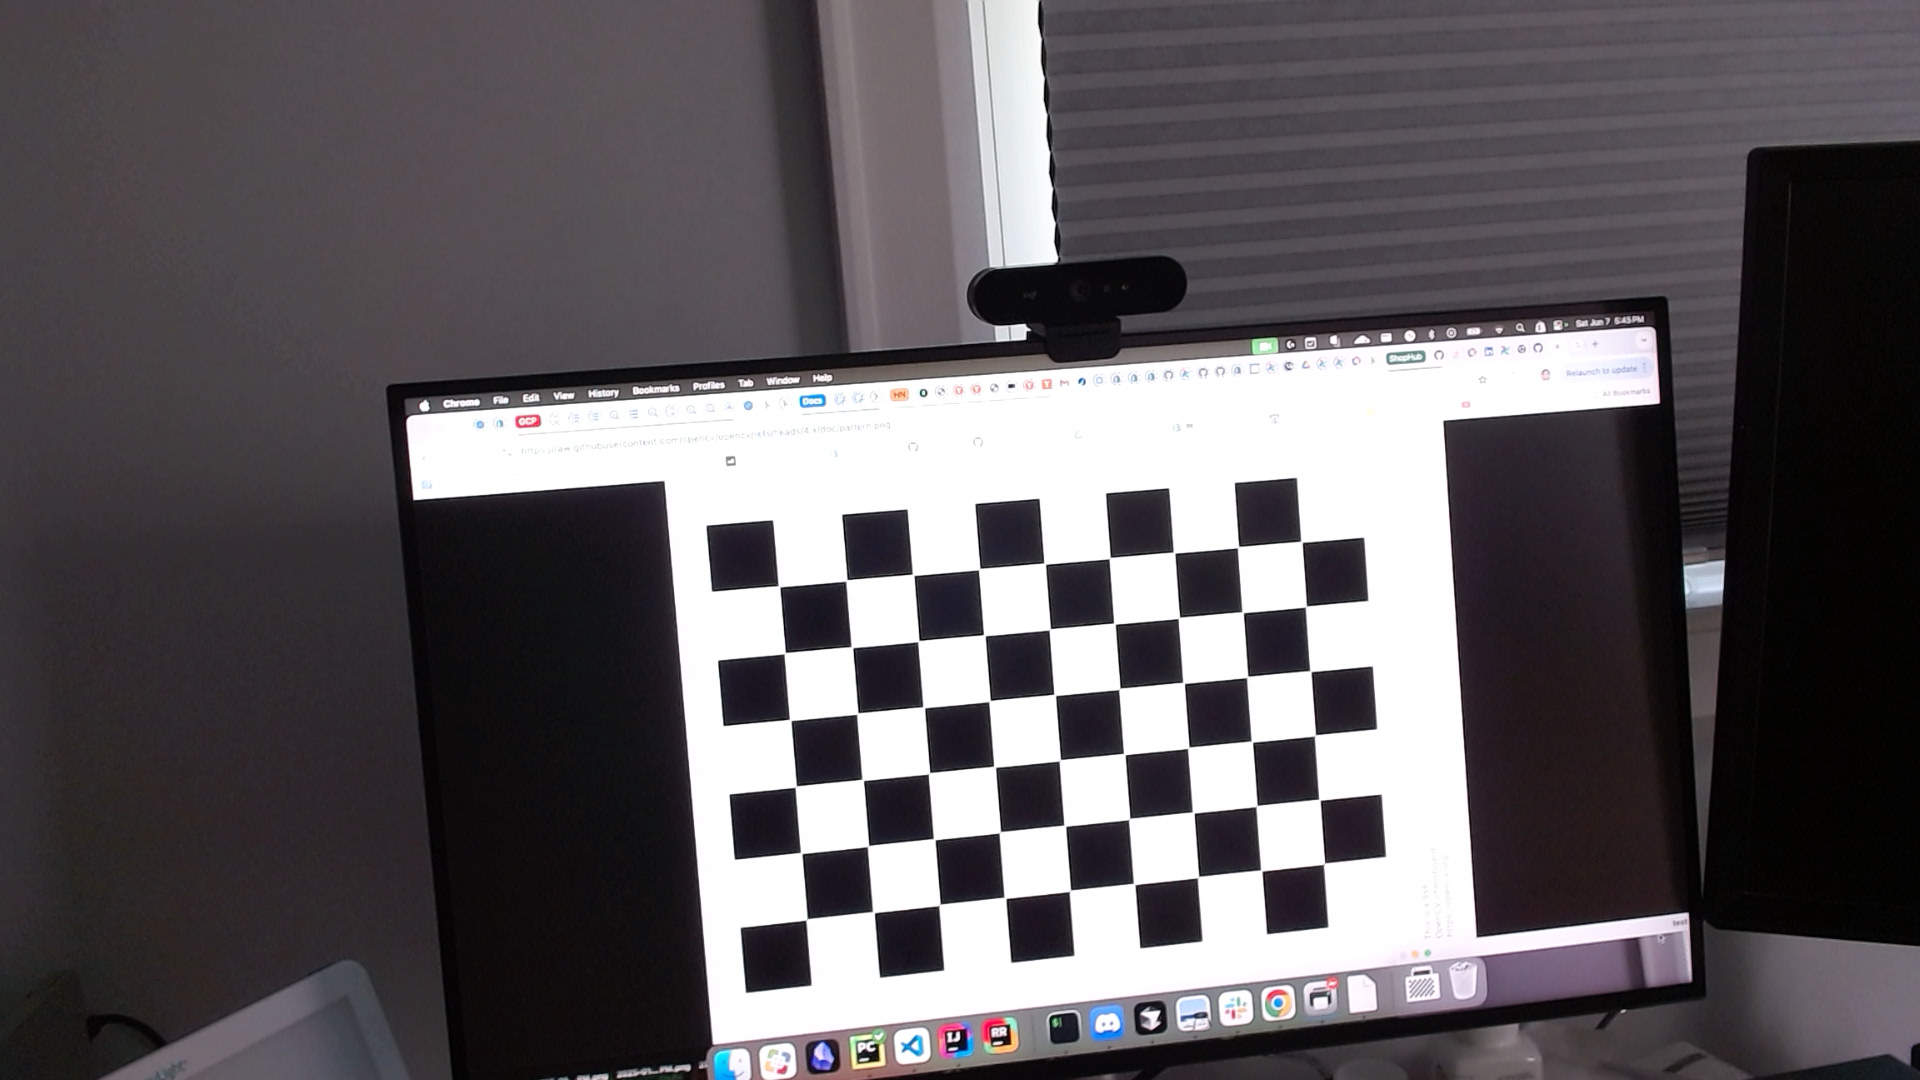 Chrome File Edit View History Bookmarks Profiles Tab Window Help
Sat Jun 7 5:45PM
GCP
Docs
HN
ShopHub
Relaunch to update
https://raw.githubusercontent.com/opencv/opencv/refs/heads/4.x/doc/pattern.png
All Bookmarks
test
PC
IJ
RR